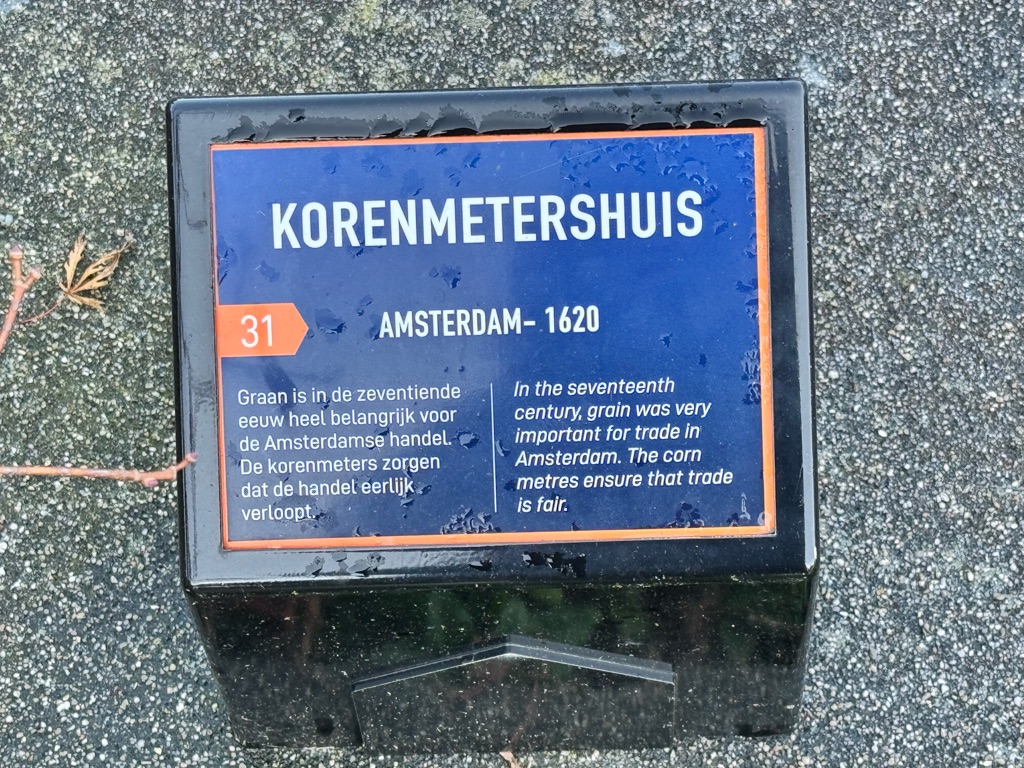 KORENMETERSHUIS
31
AMSTERDAM- 1620
Graan is in de zeventiende
eeuw heel belangrijk voor
de Amsterdamse handel.
De korenmeters zorgen
dat de handel eerlijk
verloopt.
In the seventeenth
century, grain was very
important for trade in
Amsterdam. The corn
metres ensure that trade
is fair.